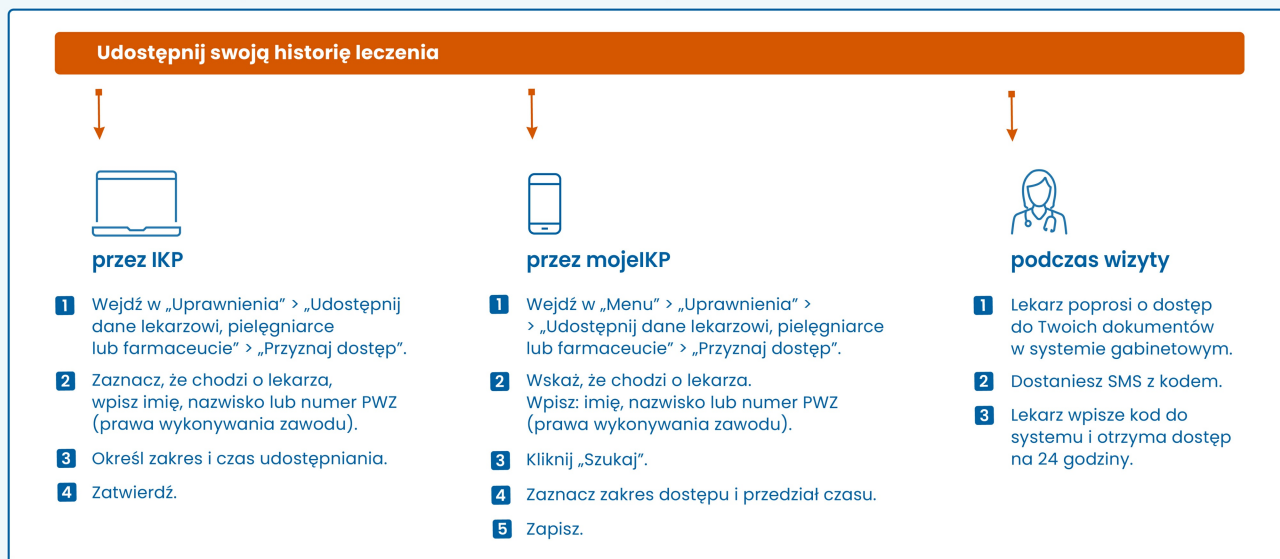 Udostępnij swoją historię leczenia
przez IKP
1 Wejdź w „Uprawnienia” > „Udostępnij
dane lekarzowi, pielęgniarce
lub farmaceucie” > „Przyznaj dostęp”.
2 Zaznacz, że chodzi o lekarza,
wpisz imię, nazwisko lub numer PWZ
(prawa wykonywania zawodu).
3 Określ zakres i czas udostępniania.
4 Zatwierdź.
przez mojeIKP
1 Wejdź w „Menu” > „Uprawnienia” >
> „Udostępnij dane lekarzowi, pielęgniarce
lub farmaceucie” > „Przyznaj dostęp”.
2 Wskaż, że chodzi o lekarza.
Wpisz: imię, nazwisko lub numer PWZ
(prawa wykonywania zawodu).
3 Kliknij „Szukaj”.
4 Zaznacz zakres dostępu i przedział czasu.
5 Zapisz.
podczas wizyty
1 Lekarz poprosi o dostęp
do Twoich dokumentów
w systemie gabinetowym.
2 Dostaniesz SMS z kodem.
3 Lekarz wpisze kod do
systemu i otrzyma dostęp
na 24 godziny.